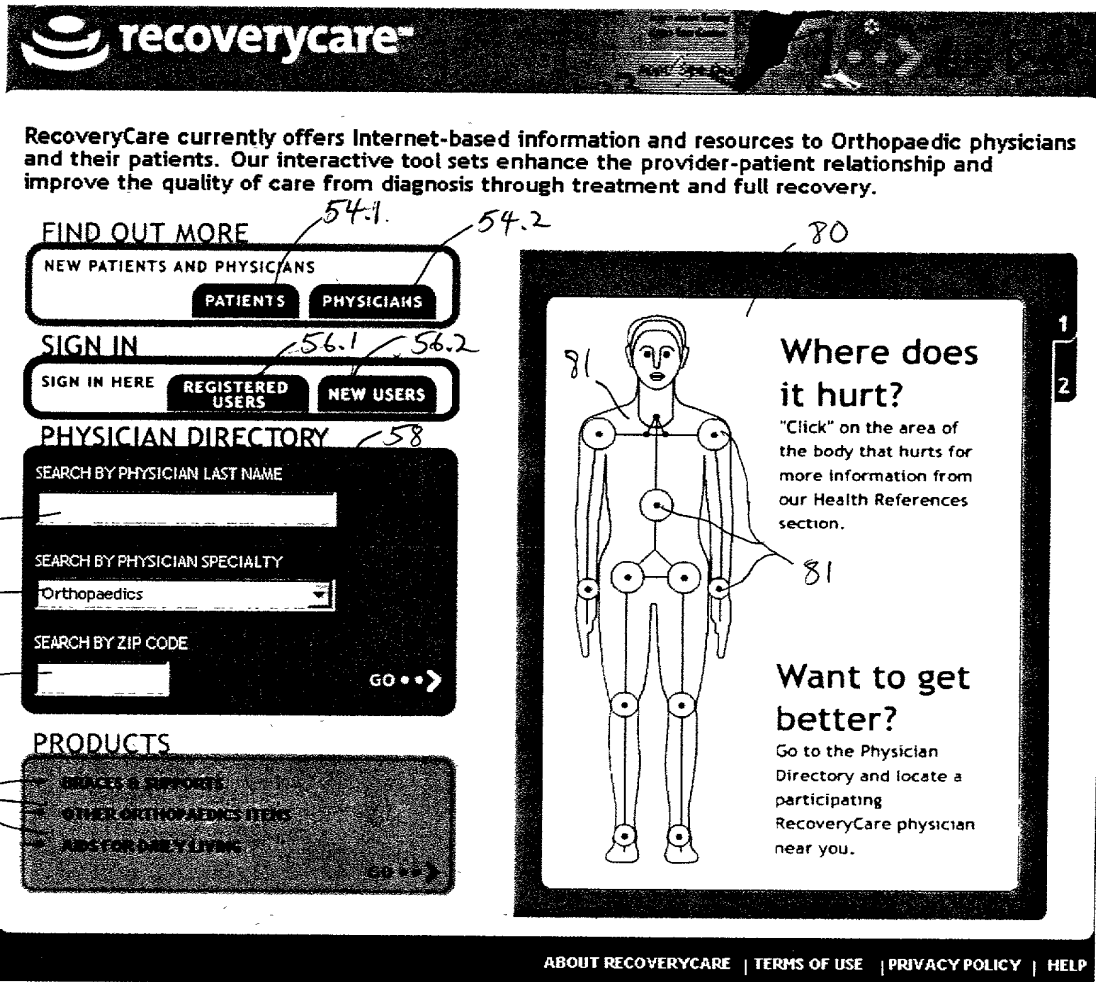 recoverycare
RecoveryCare currently offers Internet-based information and resources to Orthopaedic physicians
and their patients. Our interactive tool sets enhance the provider-patient relationship and
improve the quality of care from diagnosis through treatment and full recovery.
54.1.
54.2
FIND OUT MORE
NEW PATIENTS AND PHYSICIANS
PATIENTS
PHYSICIANS
SIGN IN
56.1
56.2
SIGN IN HERE
REGISTERED
USERS
NEW USERS
PHYSICIAN DIRECTORY
58
SEARCH BY PHYSICIAN LAST NAME
SEARCH BY PHYSICIAN SPECIALTY
Orthopaedics
SEARCH BY ZIP CODE
GO
PRODUCTS
BRACES & SUPPORTS
OTHER ORTHOPAEDICS ITEMS
AIDS FOR DAILY LIVING
GO
80
1
2
81
Where does
it hurt?
"Click" on the area of
the body that hurts for
more information from
our Health References
section.
81
Want to get
better?
Go to the Physician
Directory and locate a
participating
RecoveryCare physician
near you.
ABOUT RECOVERYCARE | TERMS OF USE | PRIVACY POLICY | HELP